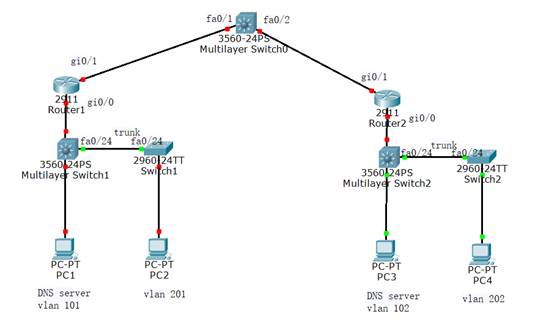 fa0/1
fa0/2
3560-24PS
Multilayer Switch0
gi0/1
gi0/1
2911
Router1
gi0/0
2911
Router2
gi0/0
trunk
fa0/24
fa0/24
3560-24PS
Multilayer Switch1
2960-24TT
Switch1
trunk
fa0/24
fa0/24
3560-24PS
Multilayer Switch2
2960-24TT
Switch2
PC-PT
PC1
PC-PT
PC2
PC-PT
PC3
PC-PT
PC4
DNS server
vlan 101
vlan 201
DNS server
vlan 102
vlan 202